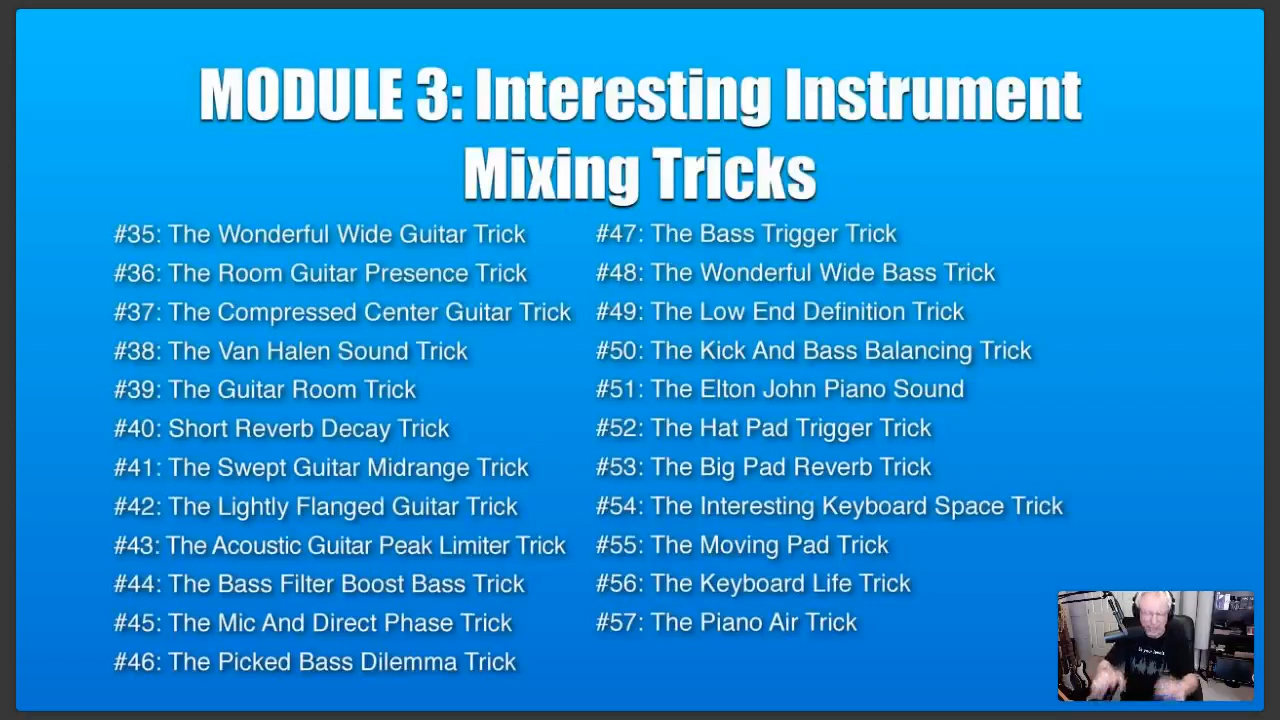 MODULE 3: Interesting Instrument
Mixing Tricks
#35: The Wonderful Wide Guitar Trick
#36: The Room Guitar Presence Trick
#37: The Compressed Center Guitar Trick
#38: The Van Halen Sound Trick
#39: The Guitar Room Trick
#40: Short Reverb Decay Trick
#41: The Swept Guitar Midrange Trick
#42: The Lightly Flanged Guitar Trick
#43: The Acoustic Guitar Peak Limiter Trick
#44: The Bass Filter Boost Bass Trick
#45: The Mic And Direct Phase Trick
#46: The Picked Bass Dilemma Trick
#47: The Bass Trigger Trick
#48: The Wonderful Wide Bass Trick
#49: The Low End Definition Trick
#50: The Kick And Bass Balancing Trick
#51: The Elton John Piano Sound
#52: The Hat Pad Trigger Trick
#53: The Big Pad Reverb Trick
#54: The Interesting Keyboard Space Trick
#55: The Moving Pad Trick
#56: The Keyboard Life Trick
#57: The Piano Air Trick